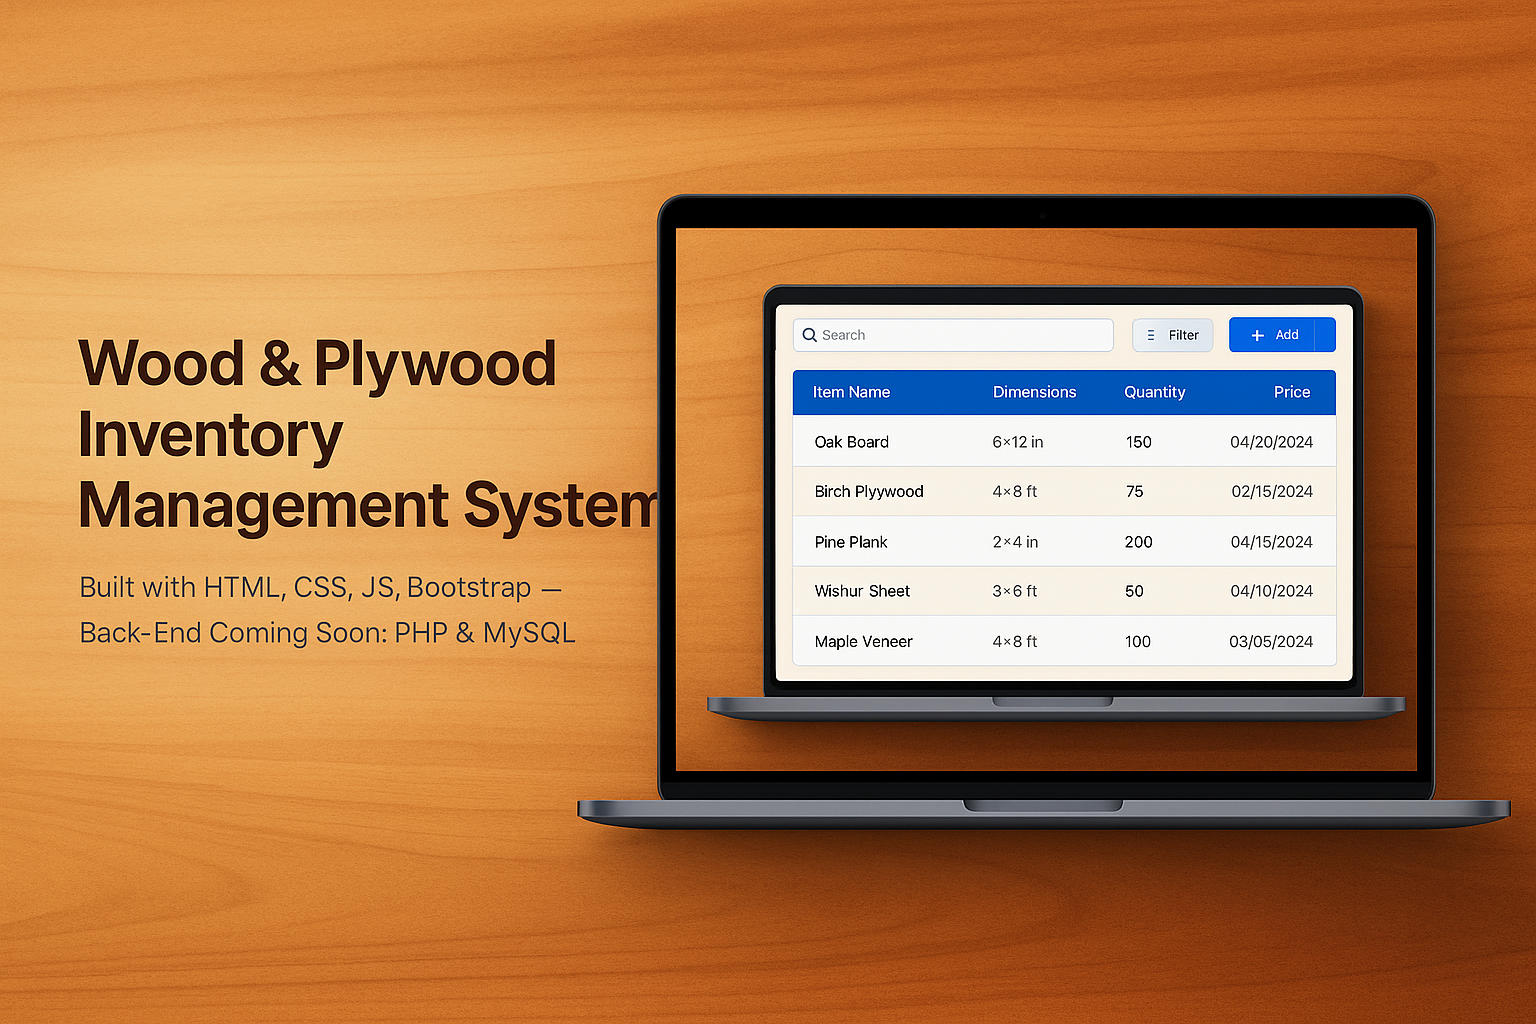 Wood & Plywood
Inventory
Management System
Built with HTML, CSS, JS, Bootstrap —
Back-End Coming Soon: PHP & MySQL
Search
Filter
+ Add
Item Name Dimensions Quantity Price
Oak Board 6×12 in 150 04/20/2024
Birch Plyywood 4×8 ft 75 02/15/2024
Pine Plank 2×4 in 200 04/15/2024
Wishur Sheet 3×6 ft 50 04/10/2024
Maple Veneer 4×8 ft 100 03/05/2024